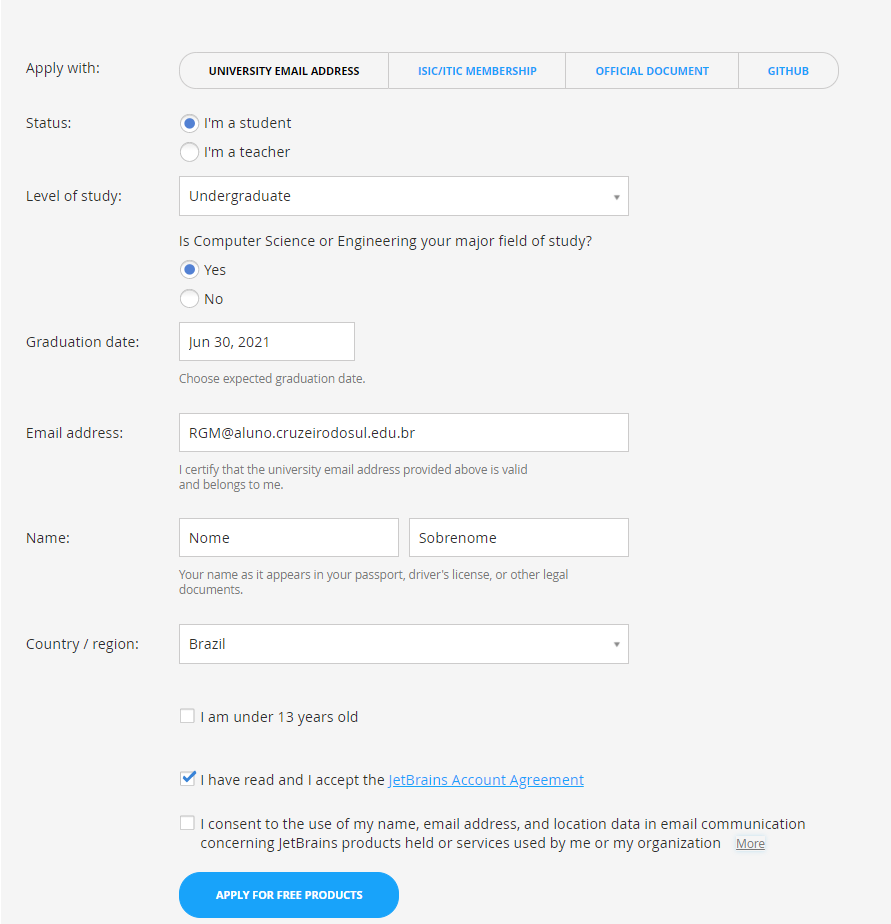 Apply with:
UNIVERSITY EMAIL ADDRESS
ISIC/ITIC MEMBERSHIP
OFFICIAL DOCUMENT
GITHUB
Status:
I'm a student
I'm a teacher
Level of study:
Undergraduate
Is Computer Science or Engineering your major field of study?
Yes
No
Graduation date:
Jun 30, 2021
Choose expected graduation date.
Email address:
RGM@aluno.cruzeirodosul.edu.br
I certify that the university email address provided above is valid
and belongs to me.
Name:
Nome
Sobrenome
Your name as it appears in your passport, driver's license, or other legal
documents.
Country / region:
Brazil
I am under 13 years old
I have read and I accept the JetBrains Account Agreement
I consent to the use of my name, email address, and location data in email communication
concerning JetBrains products held or services used by me or my organization More
APPLY FOR FREE PRODUCTS